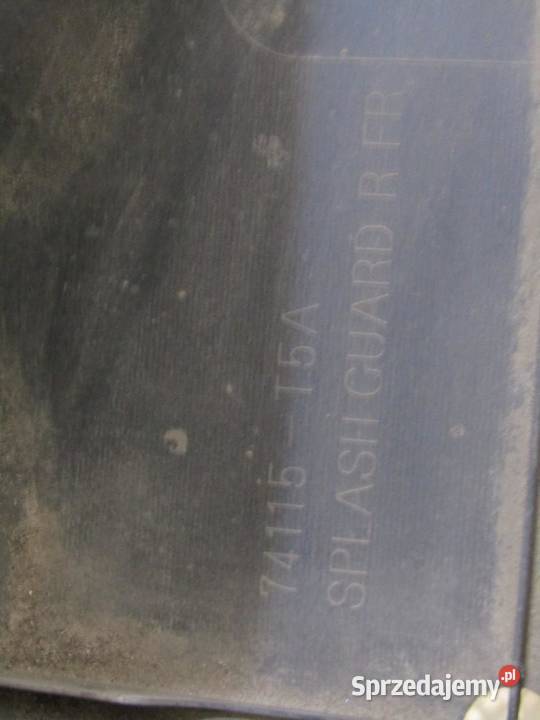 74115-T5A
SPLASH GUARD R FR
Sprzedajemy.pl